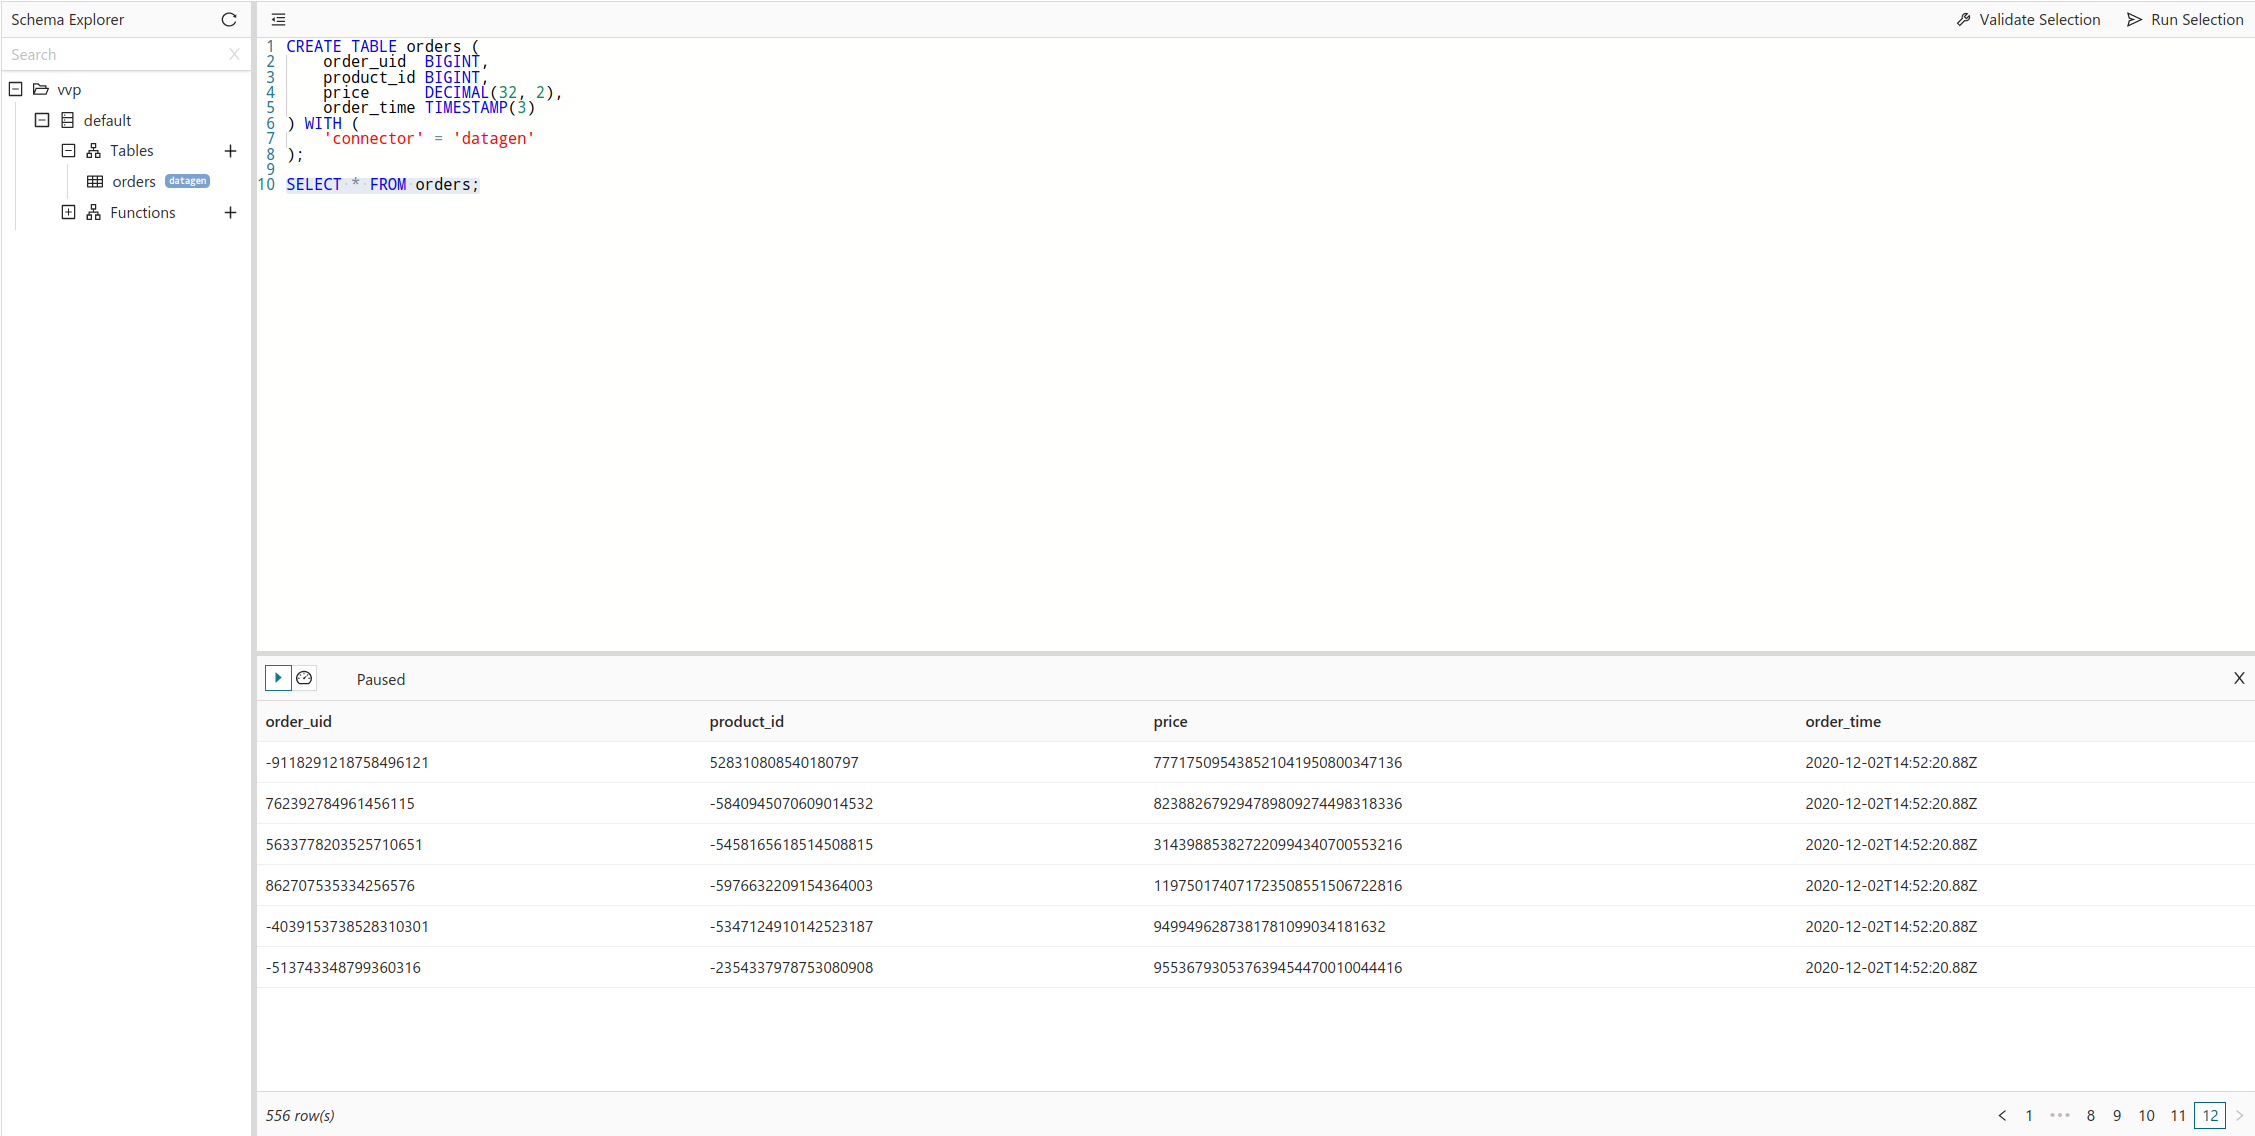 Schema Explorer
Search X
vvp
default
Tables +
orders datagen
Functions +
Validate Selection Run Selection
1 CREATE TABLE orders (
2     order_uid  BIGINT,
3     product_id BIGINT,
4     price      DECIMAL(32, 2),
5     order_time TIMESTAMP(3)
6 ) WITH (
7     'connector' = 'datagen'
8 );
9
10 SELECT * FROM orders;
Paused X
order_uid product_id price order_time
-9118291218758496121 528310808540180797 777175095438521041950800347136 2020-12-02T14:52:20.88Z
762392784961456115 -5840945070609014532 823882679294789809274498318336 2020-12-02T14:52:20.88Z
5633778203525710651 -5458165618514508815 314398853827220994340700553216 2020-12-02T14:52:20.88Z
862707535334256576 -5976632209154364003 119750174071723508551506722816 2020-12-02T14:52:20.88Z
-4039153738528310301 -5347124910142523187 9499496287381781099034181632 2020-12-02T14:52:20.88Z
-513743348799360316 -2354337978753080908 955367930537639454470010044416 2020-12-02T14:52:20.88Z
556 row(s)
< 1 ••• 8 9 10 11 12 >